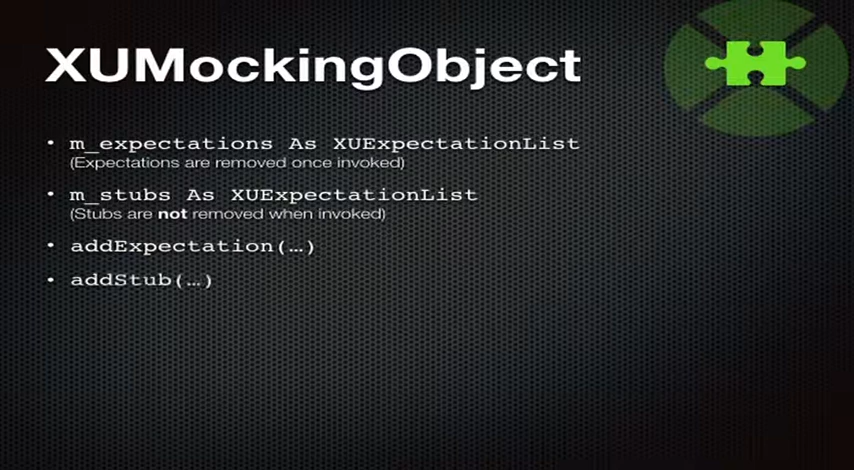 XUMockingObject
• m_expectations As XUExpectationList
(Expectations are removed once invoked)
• m_stubs As XUExpectationList
(Stubs are not removed when invoked)
• addExpectation(…)
• addStub(…)